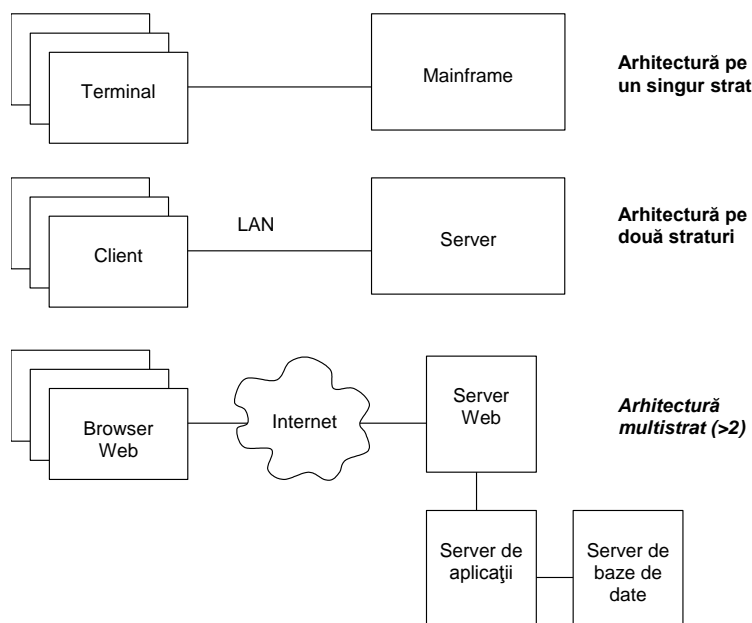 Terminal
Mainframe
Arhitectură pe
un singur strat
Client
LAN
Server
Arhitectură pe
două straturi
Browser
Web
Internet
Server
Web
Arhitectură
multistrat (>2)
Server de
aplicaţii
Server de
baze de
date